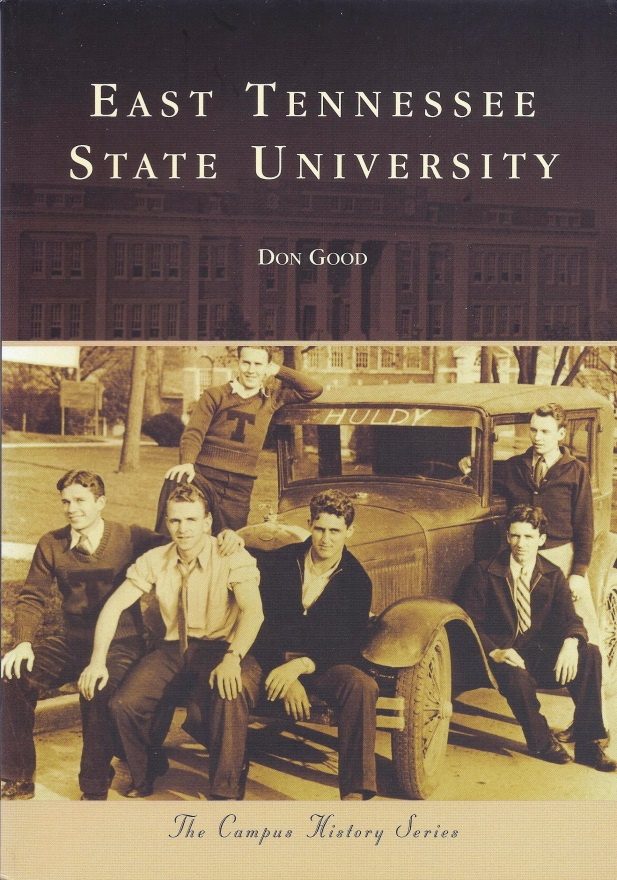 EAST TENNESSEE
STATE UNIVERSITY
DON GOOD
T
HULDY
The Campus History Series